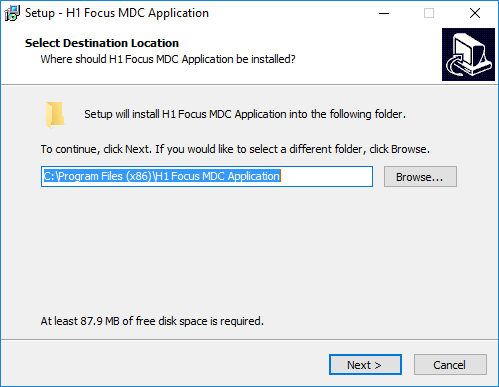 Setup - H1 Focus MDC Application
Select Destination Location
Where should H1 Focus MDC Application be installed?
Setup will install H1 Focus MDC Application into the following folder.
To continue, click Next. If you would like to select a different folder, click Browse.
C:\Program Files (x86)\H1 Focus MDC Application
Browse...
At least 87.9 MB of free disk space is required.
Next >
Cancel